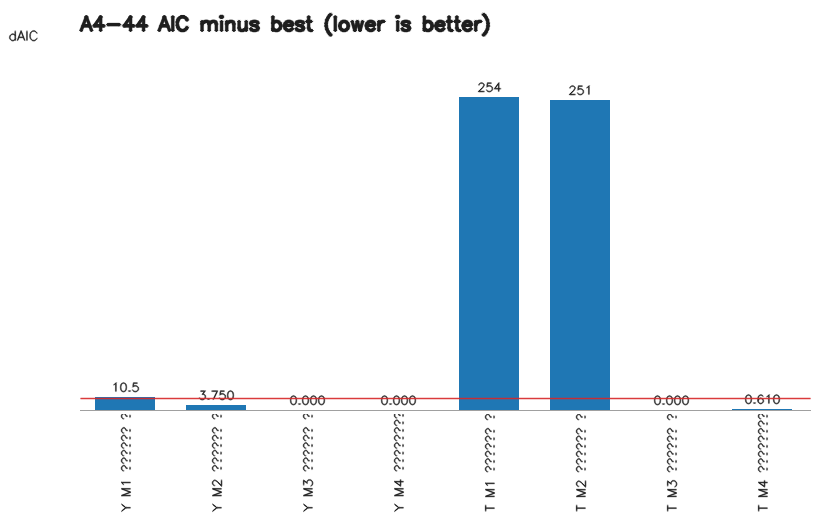 A4-44 AIC minus best (lower is better)
dAIC
254
251
10.5
3.750
0.000
0.000
0.000
0.610
Y M1 ??????? ?
Y M2 ??????? ?
Y M3 ??????? ?
Y M4 ????????
T M1 ??????? ?
T M2 ??????? ?
T M3 ??????? ?
T M4 ????????